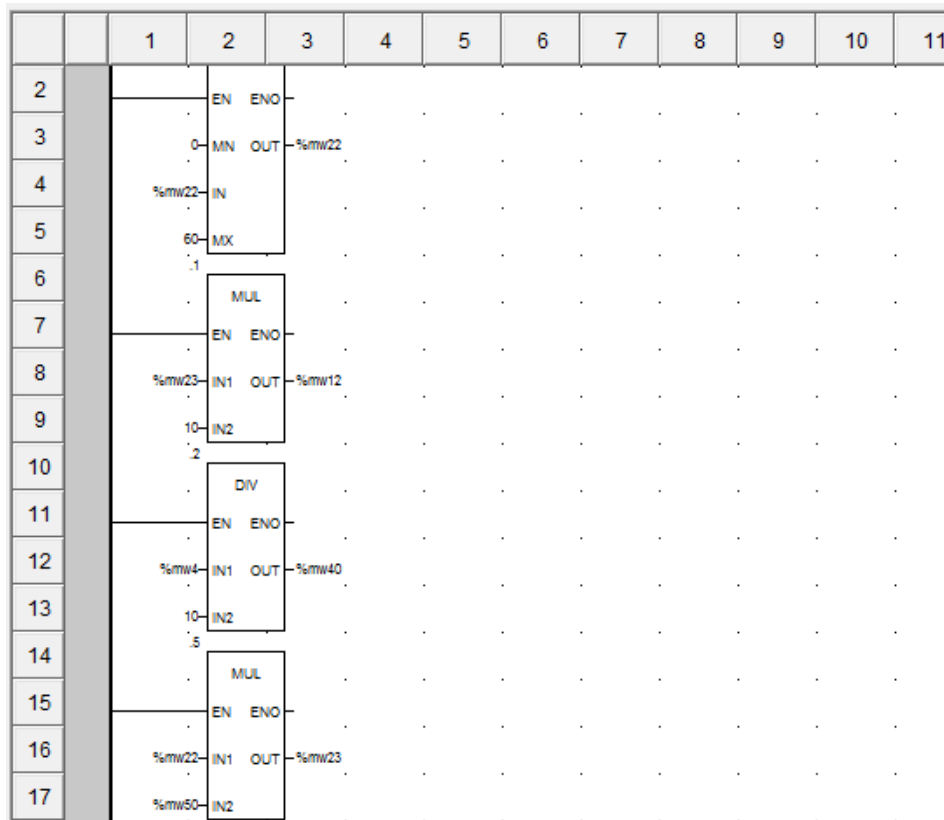 1 2 3 4 5 6 7 8 9 10 11
2 EN ENO
3 0 MN OUT %mw22
4 %mw22 IN
5 60 MX
.1
6 MUL
7 EN ENO
8 %mw23 IN1 OUT %mw12
9 10 IN2
.2
10 DIV
11 EN ENO
12 %mw4 IN1 OUT %mw40
13 10 IN2
.5
14 MUL
15 EN ENO
16 %mw22 IN1 OUT %mw23
17 %mw50 IN2